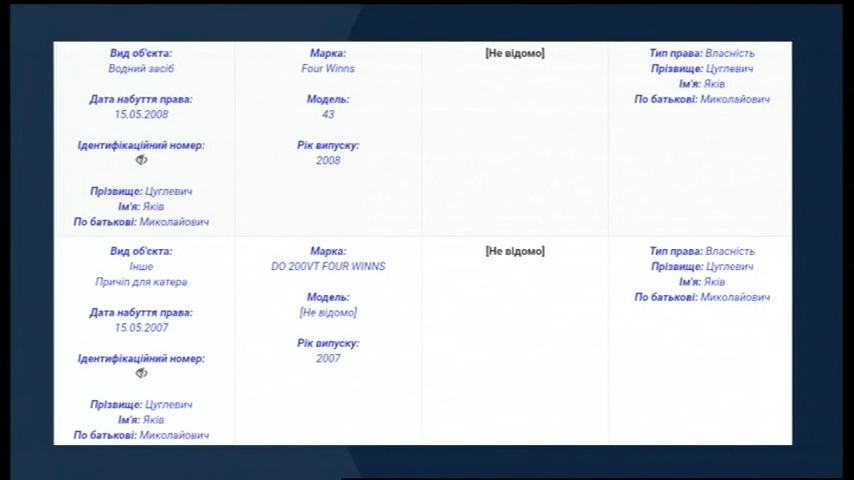 Вид об'єкта:
Водний засіб
Дата набуття права:
15.05.2008
Ідентифікаційний номер:
Прізвище: Цуглевич
Ім'я: Яків
По батькові: Миколайович
Марка:
Four Winns
Модель:
43
Рік випуску:
2008
[Не відомо]
Тип права: Власність
Прізвище: Цуглевич
Ім'я: Яків
По батькові: Миколайович
Вид об'єкта:
Інше
Причіп для катера
Дата набуття права:
15.05.2007
Ідентифікаційний номер:
Прізвище: Цуглевич
Ім'я: Яків
По батькові: Миколайович
Марка:
DO 200VT FOUR WINNS
Модель:
[Не відомо]
Рік випуску:
2007
[Не відомо]
Тип права: Власність
Прізвище: Цуглевич
Ім'я: Яків
По батькові: Миколайович